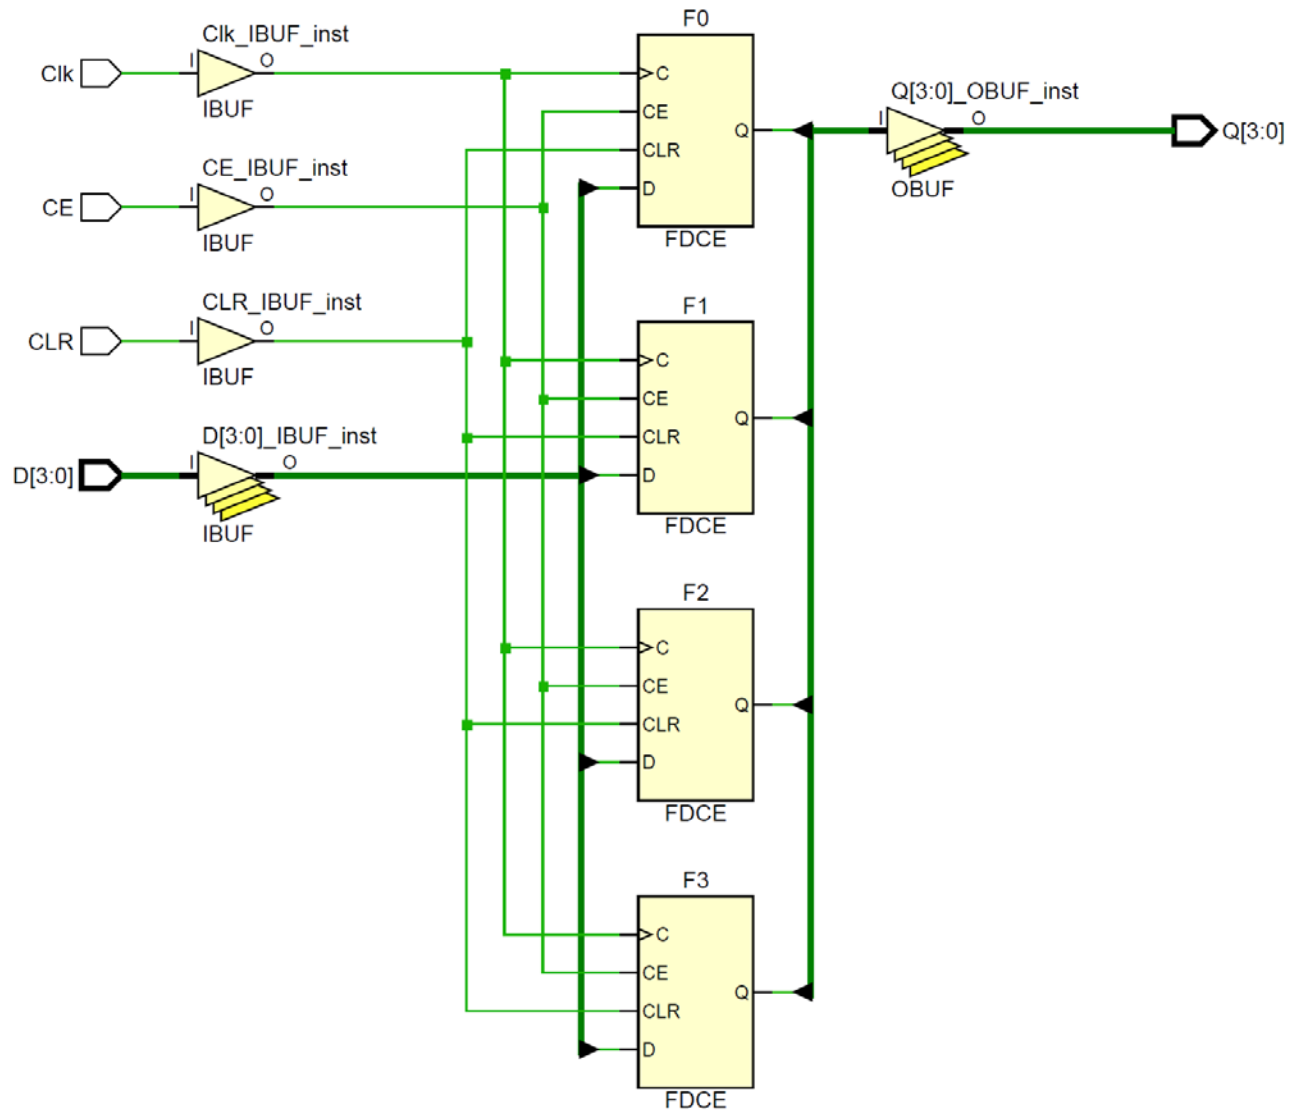 Clk
I
Clk_IBUF_inst
O
IBUF
CE
I
CE_IBUF_inst
O
IBUF
CLR
I
CLR_IBUF_inst
O
IBUF
D[3:0]
I
D[3:0]_IBUF_inst
O
IBUF
F0
C
CE
CLR
D
Q
FDCE
F1
C
CE
CLR
D
Q
FDCE
F2
C
CE
CLR
D
Q
FDCE
F3
C
CE
CLR
D
Q
FDCE
Q[3:0]_OBUF_inst
I
O
OBUF
Q[3:0]